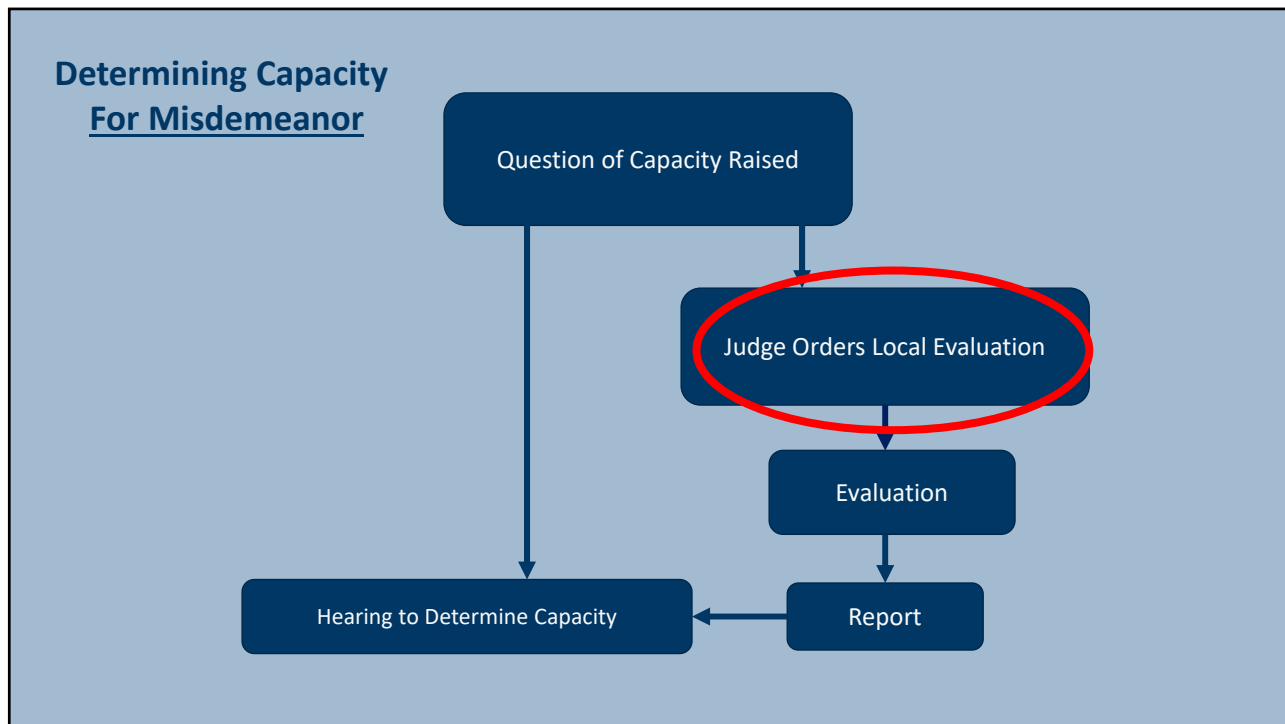 Determining Capacity
For Misdemeanor
Question of Capacity Raised
Judge Orders Local Evaluation
Evaluation
Hearing to Determine Capacity
Report